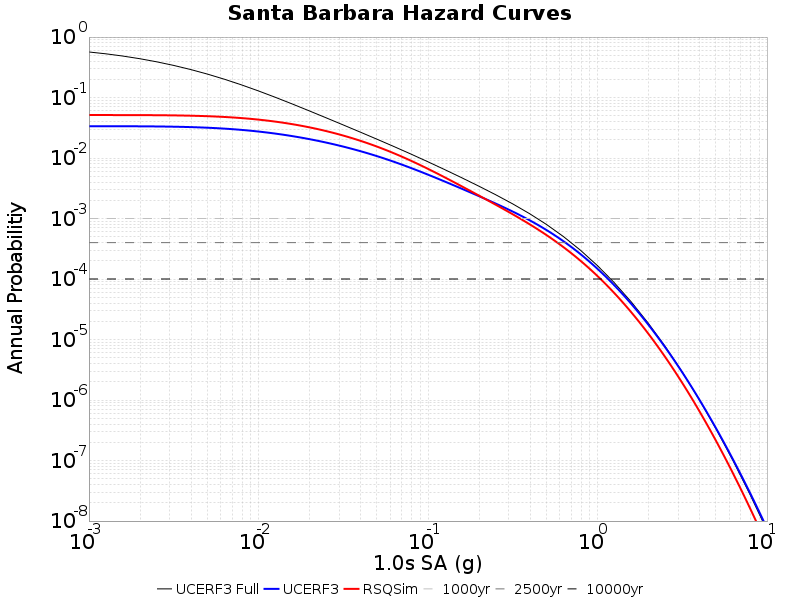 Santa Barbara Hazard Curves
Annual Probabilitiy
10^0
10^-1
10^-2
10^-3
10^-4
10^-5
10^-6
10^-7
10^-8
10^-3 10^-2 10^-1 10^0 10^1
1.0s SA (g)
UCERF3 Full UCERF3 RSQSim 1000yr 2500yr 10000yr